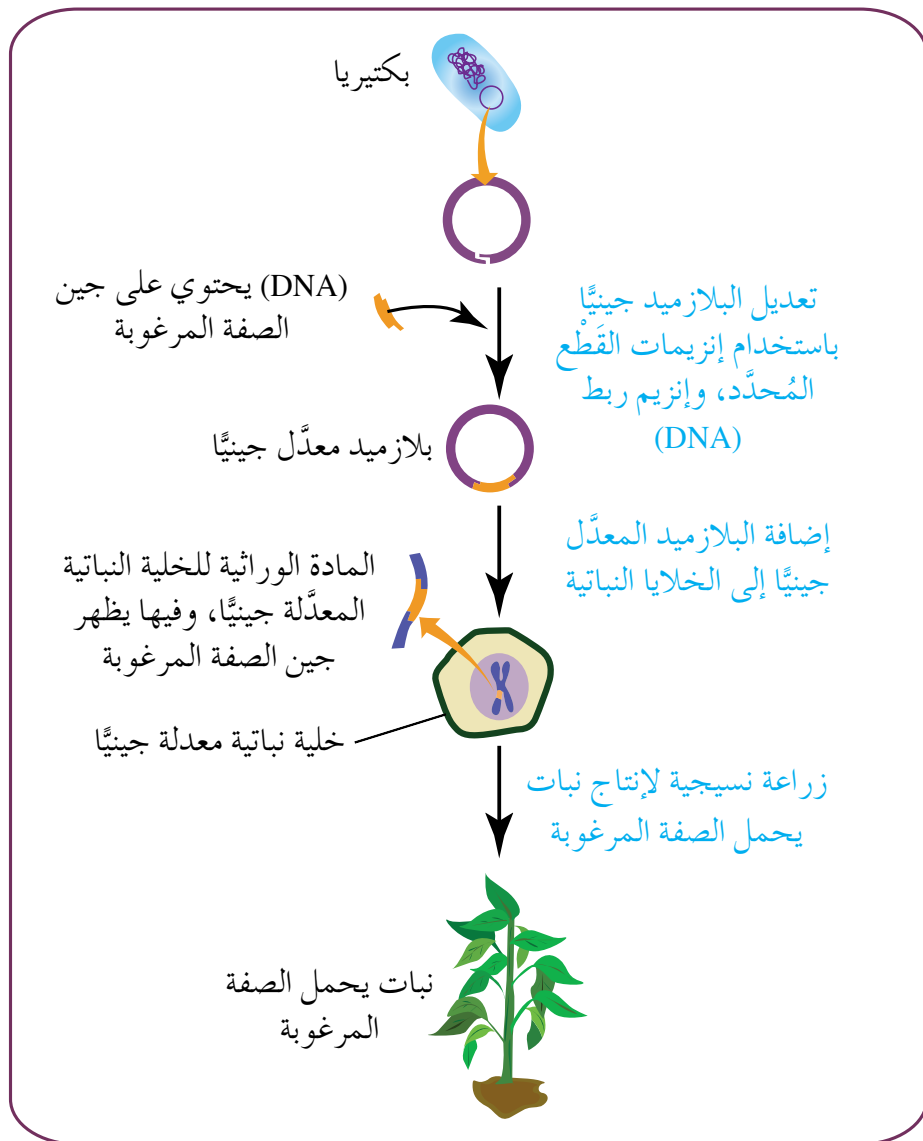 بكتيريا
(DNA) يحتوي على جين
الصفة المرغوبة
تعديل البلازميد جينيًّا
باستخدام إنزيمات القَطْع
المُحدَّد، وإنزيم ربط
(DNA)
بلازميد معدَّل جينيًّا
إضافة البلازميد المعدَّل
جينيًّا إلى الخلايا النباتية
المادة الوراثية للخلية النباتية
المعدَّلة جينيًّا، وفيها يظهر
جين الصفة المرغوبة
خلية نباتية معدلة جينيًّا
زراعة نسيجية لإنتاج نبات
يحمل الصفة المرغوبة
نبات يحمل الصفة
المرغوبة